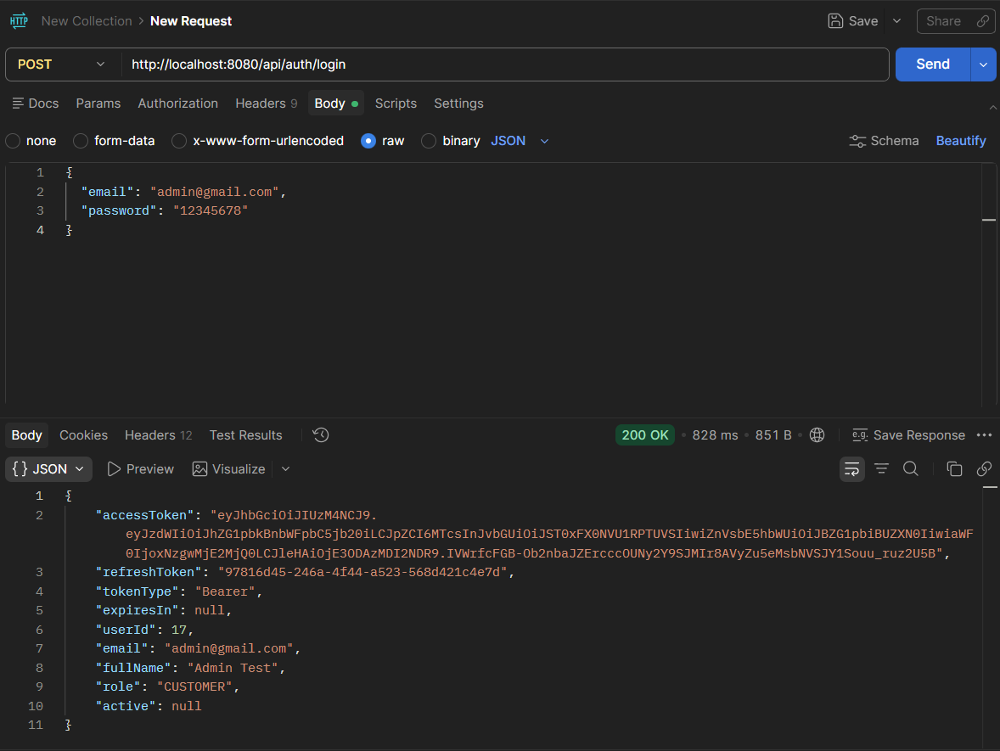 HTTP New Collection > New Request Save Share
POST http://localhost:8080/api/auth/login Send
Docs Params Authorization Headers 9 Body Scripts Settings
none form-data x-www-form-urlencoded raw binary JSON Schema Beautify
1 {
2 "email": "admin@gmail.com",
3 "password": "12345678"
4 }
Body Cookies Headers 12 Test Results 200 OK • 828 ms • 851 B • e.g. Save Response •••
{} JSON Preview Visualize
1 {
2 "accessToken": "eyJhbGciOiJIUzM4NCJ9.
eyJzdWIiOiJhZG1pbkBnbWFpbC5jb20iLCJpZCI6MTcsInJvbGUiOiJST0xFX0NVU1RPTUVSIiwiZnVsbE5hbWUiOiJBZG1pbiBUZXN0IiwiaWF
0IjoxNzgwMjE2MjQ0LCJleHAiOjE3ODAzMDI2NDR9.IVWrfcFGB-Ob2nbaJZErcccOUNy2Y9SJMIr8AVyZu5eMsbNVSJY1Souu_ruz2U5B",
3 "refreshToken": "97816d45-246a-4f44-a523-568d421c4e7d",
4 "tokenType": "Bearer",
5 "expiresIn": null,
6 "userId": 17,
7 "email": "admin@gmail.com",
8 "fullName": "Admin Test",
9 "role": "CUSTOMER",
10 "active": null
11 }